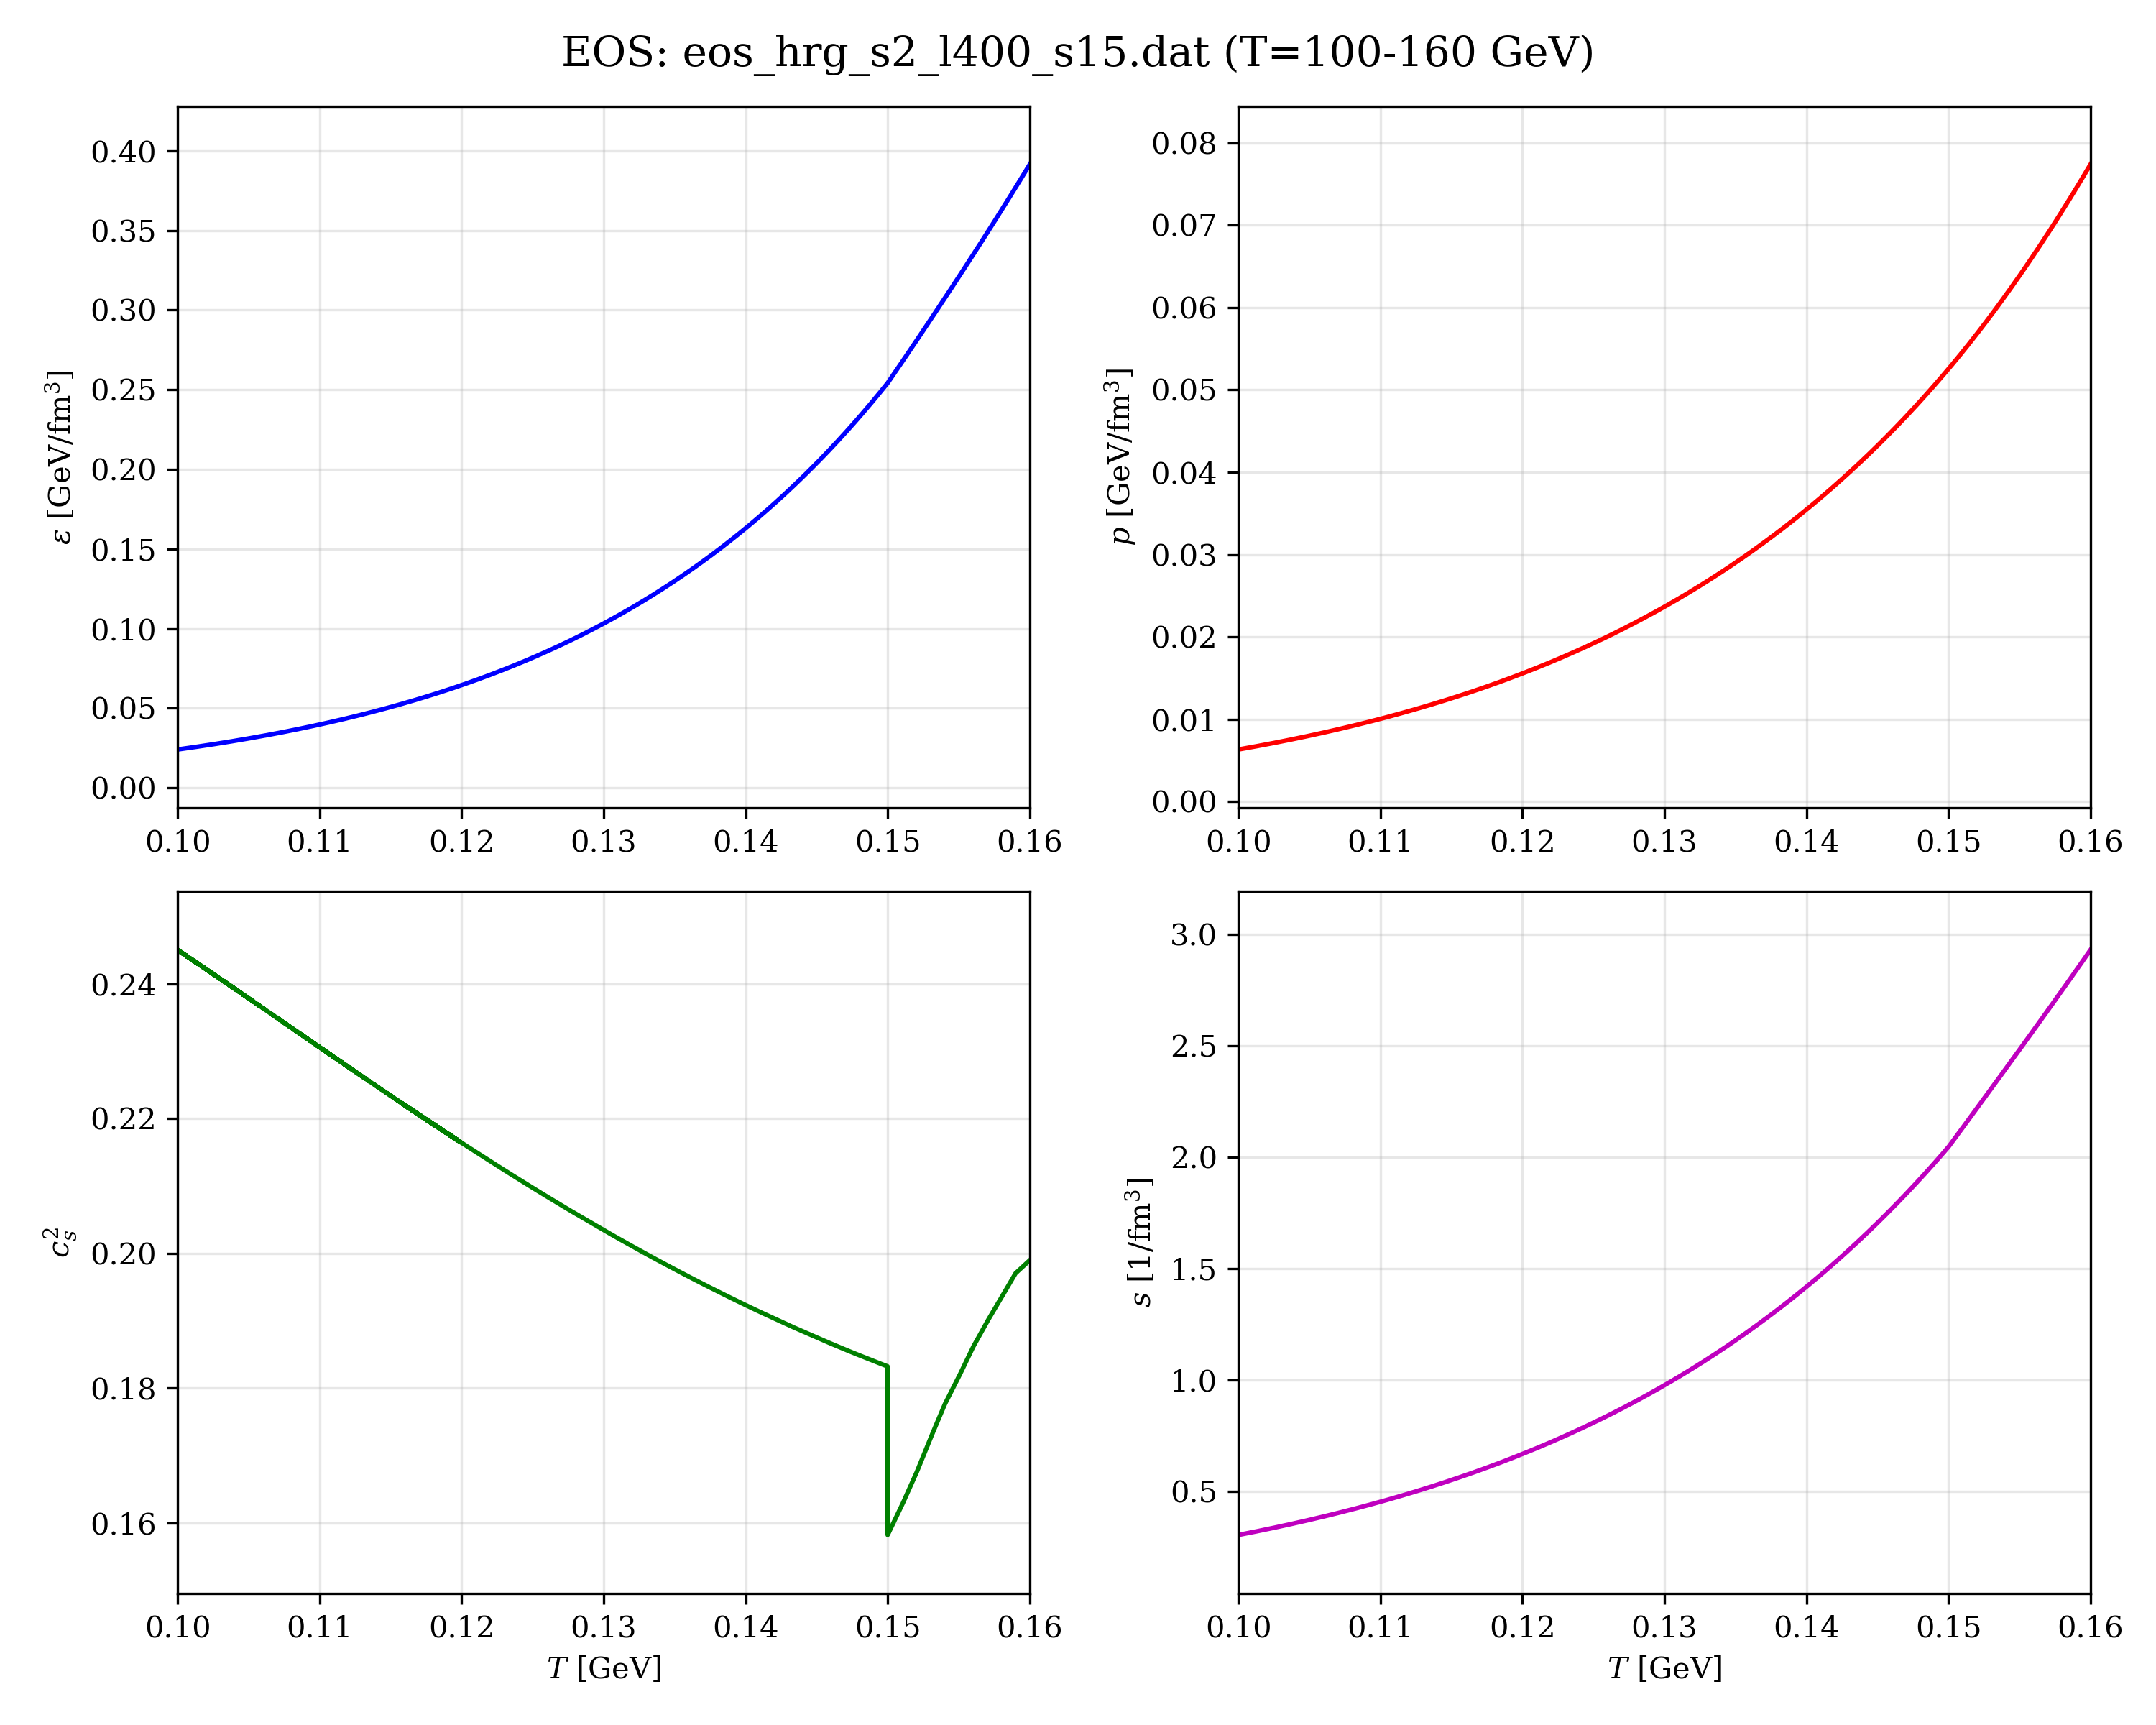 EOS: eos_hrg_s2_l400_s15.dat (T=100-160 GeV)
0.40
0.35
0.30
0.25
0.20
0.15
0.10
0.05
0.00
ε [GeV/fm³]
0.10 0.11 0.12 0.13 0.14 0.15 0.16
0.08
0.07
0.06
0.05
0.04
0.03
0.02
0.01
0.00
p [GeV/fm³]
0.10 0.11 0.12 0.13 0.14 0.15 0.16
0.24
0.22
0.20
0.18
0.16
c_s^2
0.10 0.11 0.12 0.13 0.14 0.15 0.16
T [GeV]
3.0
2.5
2.0
1.5
1.0
0.5
s [1/fm³]
0.10 0.11 0.12 0.13 0.14 0.15 0.16
T [GeV]